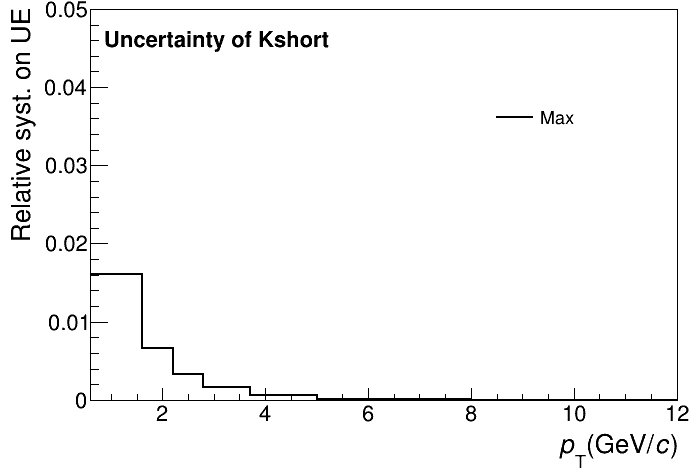 Relative syst. on UE
0.05
0.04
0.03
0.02
0.01
0
Uncertainty of Kshort
Max
2 4 6 8 10 12
pT(GeV/c)